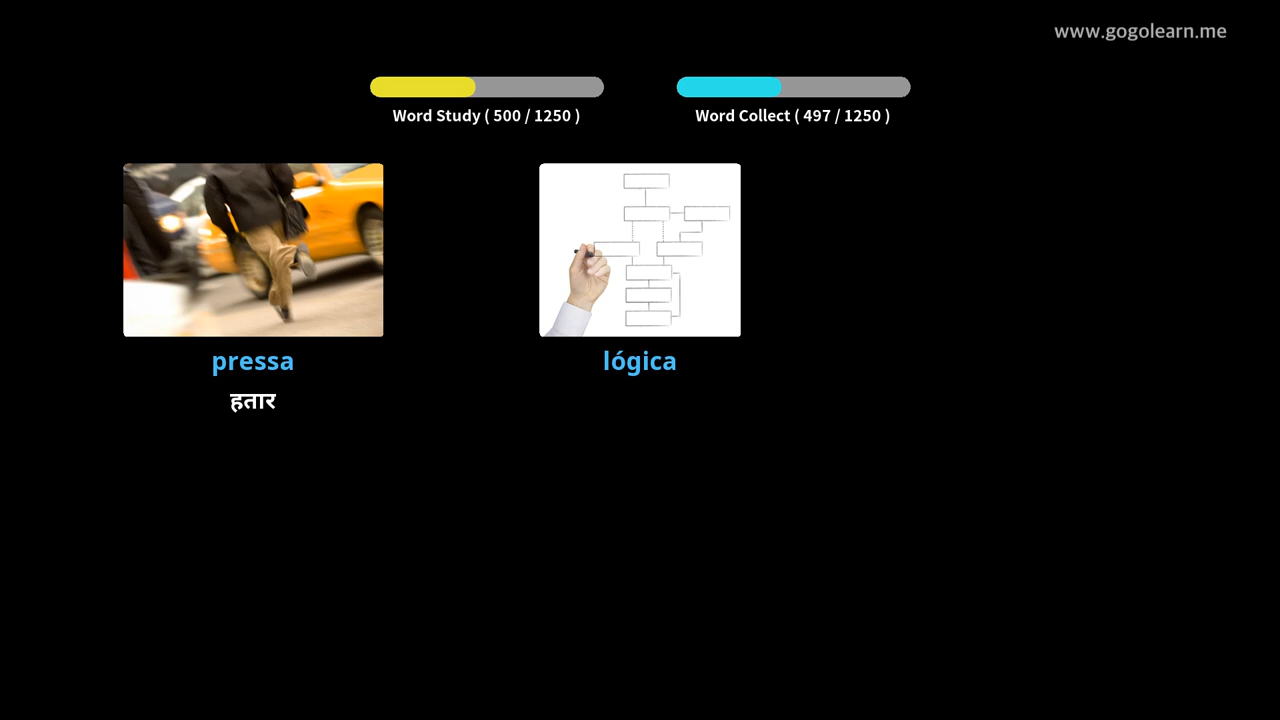 www.gogolearn.me
Word Study ( 500 / 1250 )
Word Collect ( 497 / 1250 )
pressa
lógica
हतार